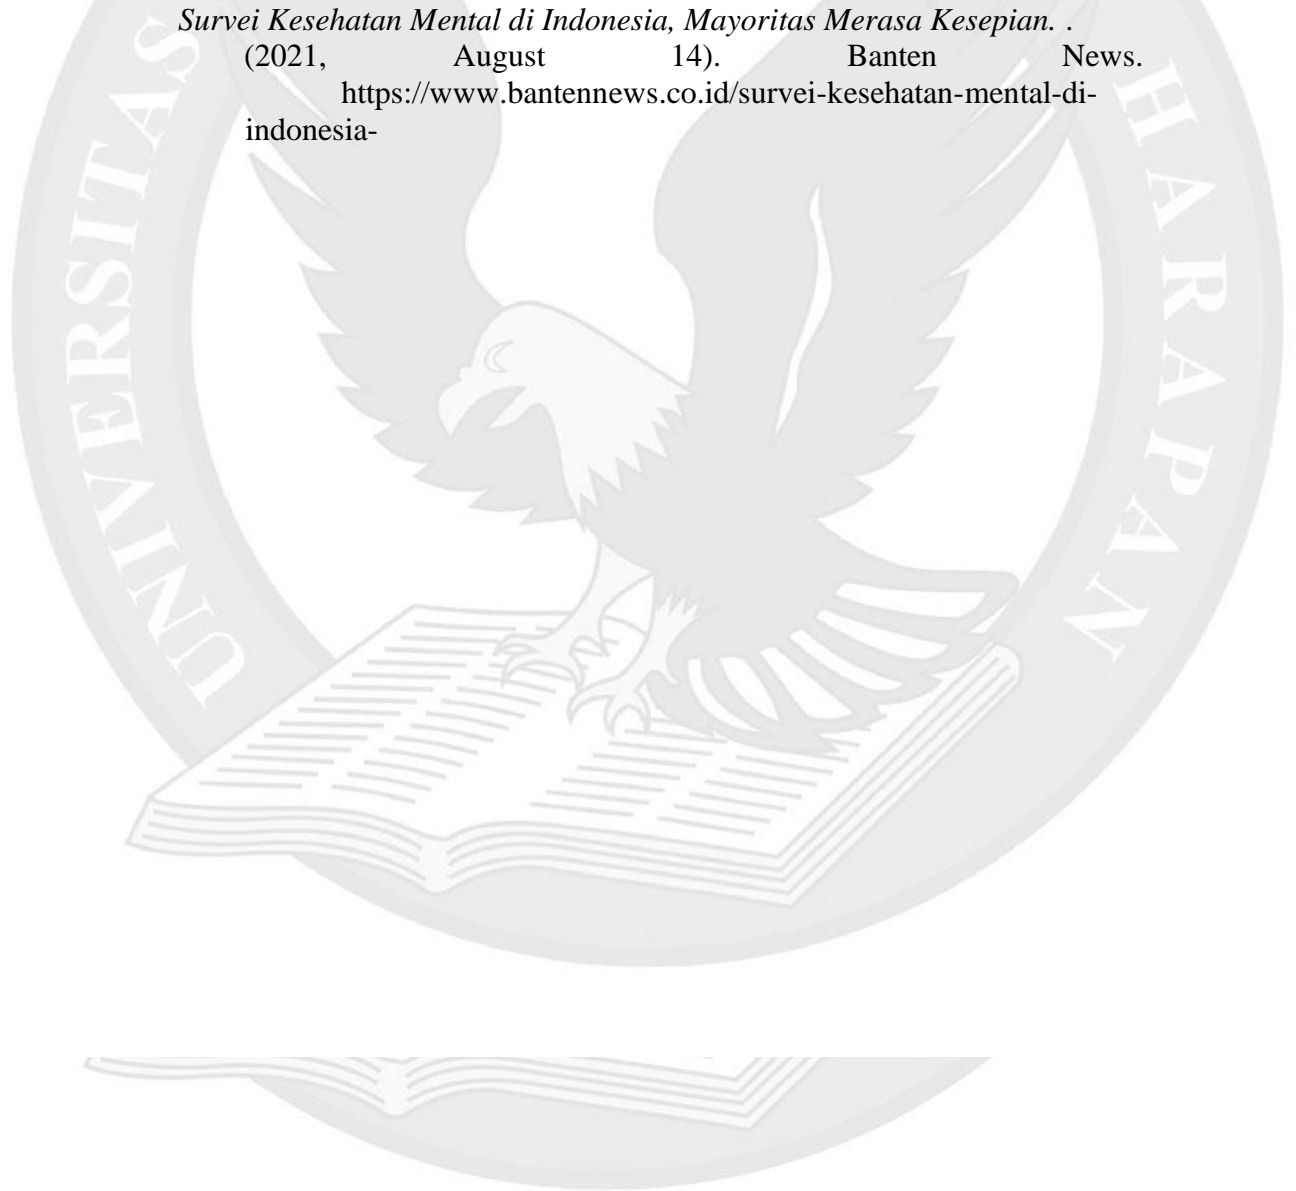 Survei Kesehatan Mental di Indonesia, Mayoritas Merasa Kesepian. .
(2021, August 14). Banten News.
https://www.bantennews.co.id/survei-kesehatan-mental-di-
indonesia-
UNIVERSITAS
HARAPAN